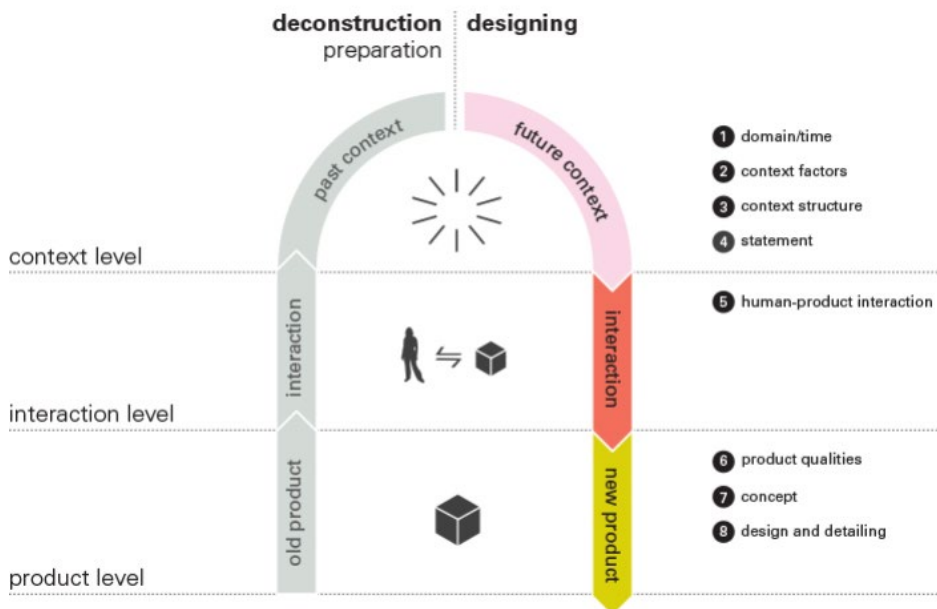 deconstruction
preparation
designing
past context
future context
1 domain/time
2 context factors
3 context structure
4 statement
context level
interaction
interaction
5 human-product interaction
interaction level
old product
new product
6 product qualities
7 concept
8 design and detailing
product level